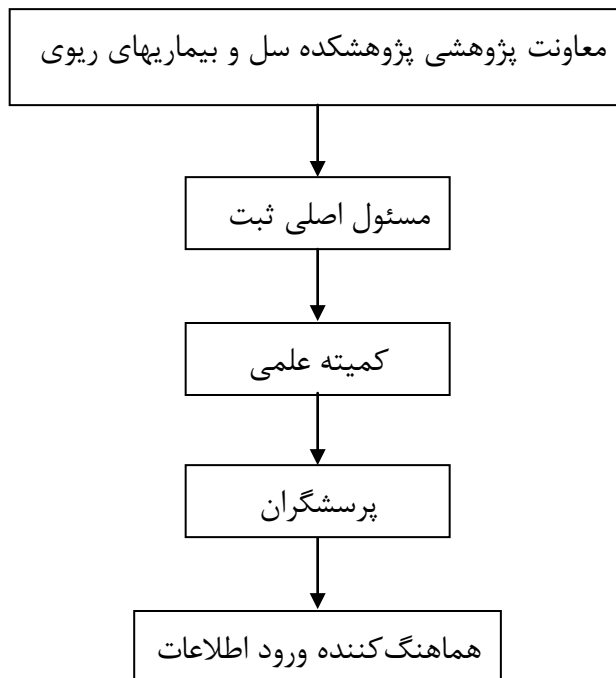 معاونت پژوهشی پژوهشکده سل و بیماریهای ریوی
مسئول اصلی ثبت
کمیته علمی
پرسشگران
هماهنگ‌کننده ورود اطلاعات